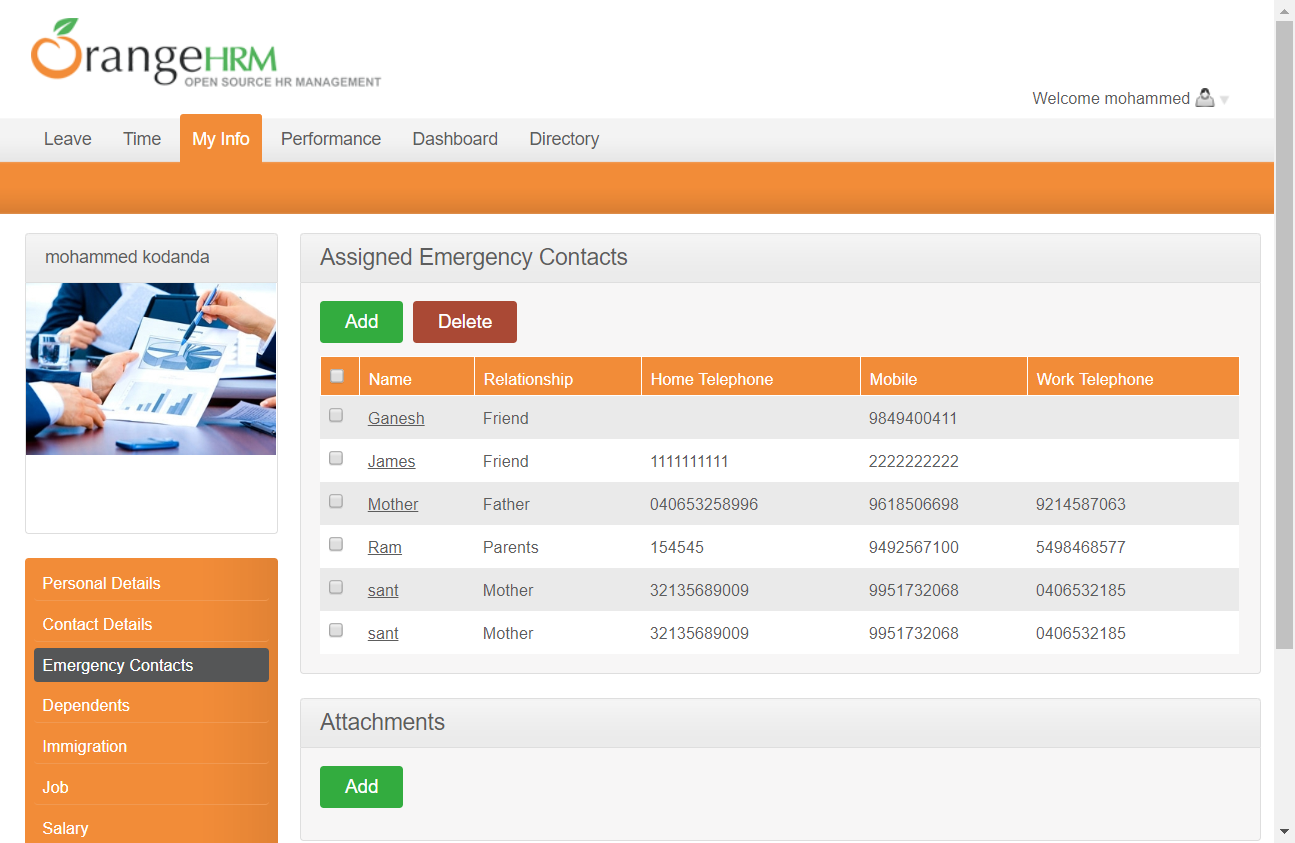 OrangeHRM
OPEN SOURCE HR MANAGEMENT
Welcome mohammed
Leave Time My Info Performance Dashboard Directory
mohammed kodanda
Assigned Emergency Contacts
Add Delete
Name Relationship Home Telephone Mobile Work Telephone
Ganesh Friend 9849400411
James Friend 1111111111 2222222222
Mother Father 040653258996 9618506698 9214587063
Ram Parents 154545 9492567100 5498468577
sant Mother 32135689009 9951732068 0406532185
sant Mother 32135689009 9951732068 0406532185
Personal Details
Contact Details
Emergency Contacts
Dependents
Immigration
Job
Salary
Attachments
Add